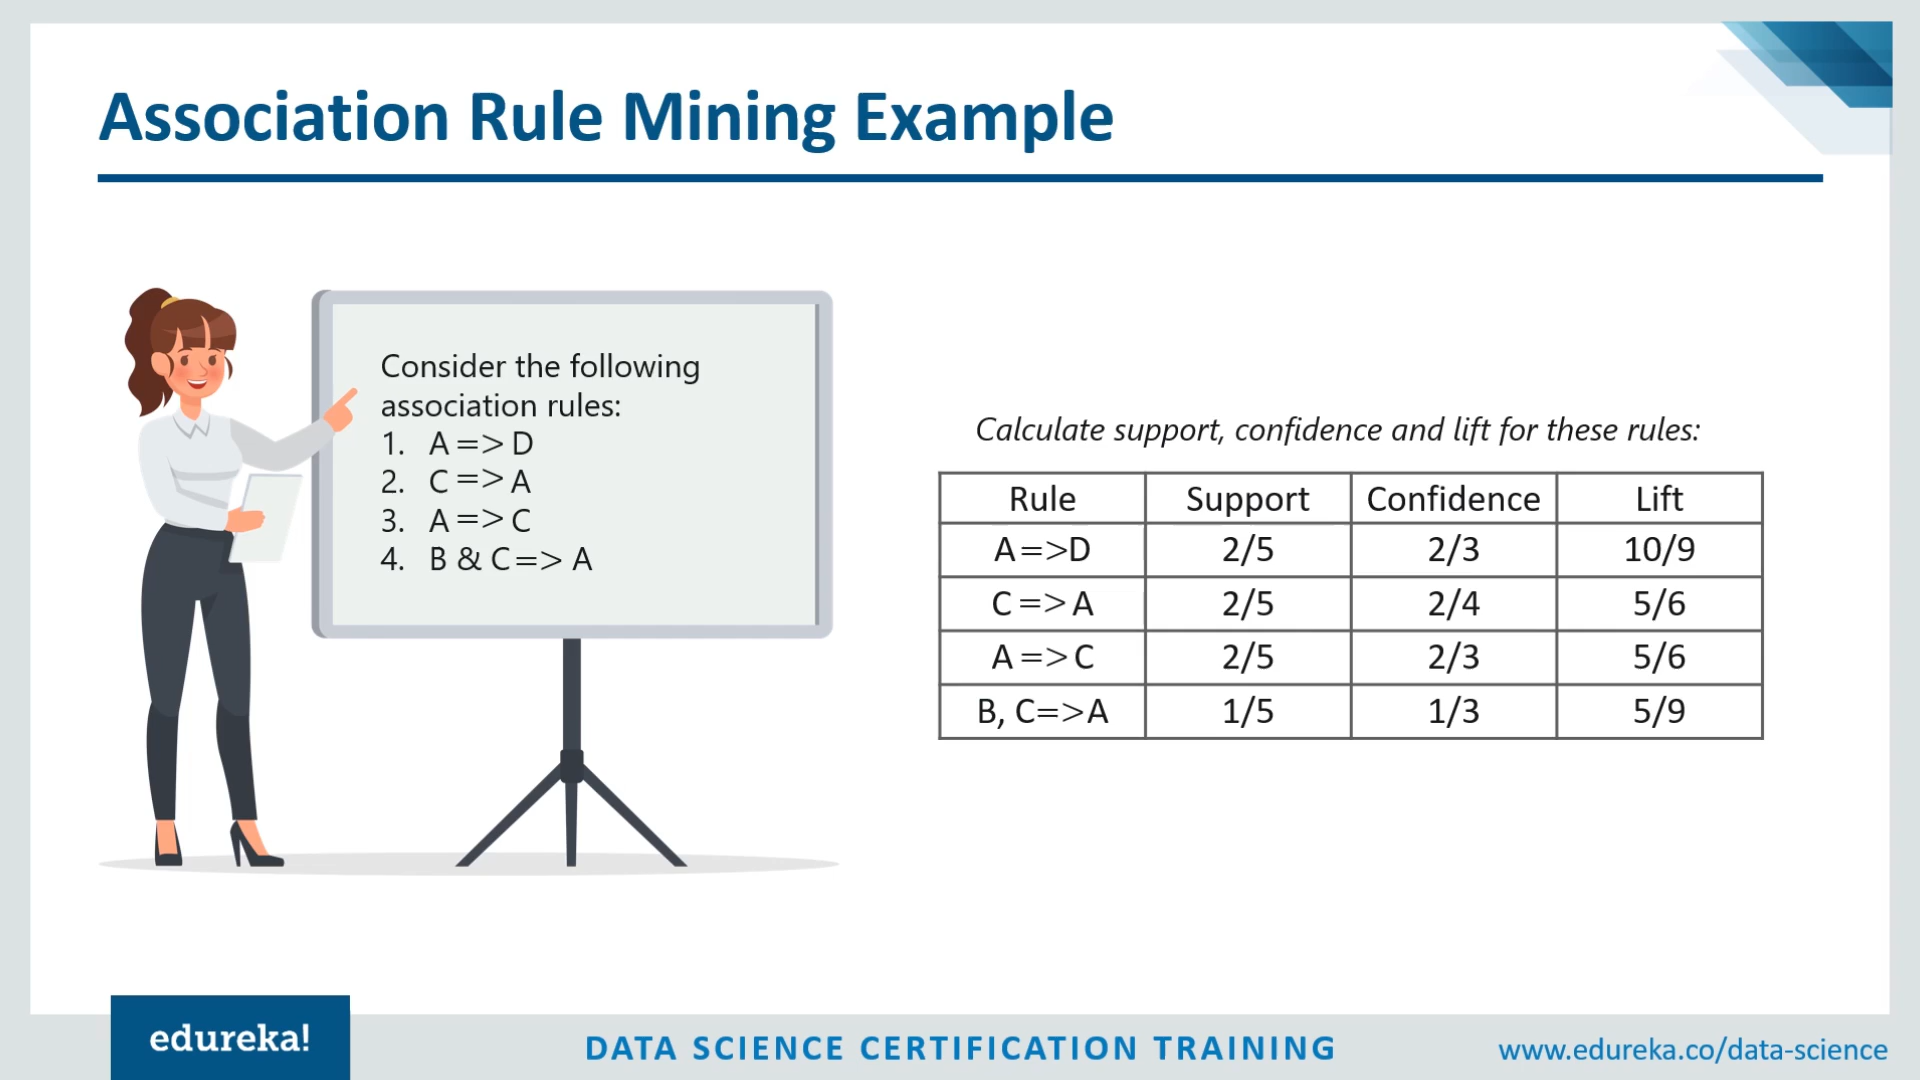 Association Rule Mining Example
Consider the following
association rules:
1. A => D
2. C => A
3. A => C
4. B & C => A
Calculate support, confidence and lift for these rules:
Rule Support Confidence Lift
A =>D 2/5 2/3 10/9
C => A 2/5 2/4 5/6
A => C 2/5 2/3 5/6
B, C=>A 1/5 1/3 5/9
edureka!
DATA SCIENCE CERTIFICATION TRAINING
www.edureka.co/data-science